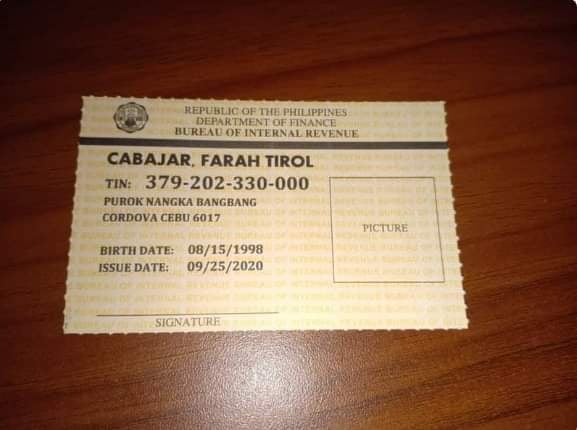 REPUBLIC OF THE PHILIPPINES
DEPARTMENT OF FINANCE
BUREAU OF INTERNAL REVENUE
CABAJAR, FARAH TIROL
TIN: 379-202-330-000
PUROK NANGKA BANGBANG
CORDOVA CEBU 6017
BIRTH DATE: 08/15/1998
ISSUE DATE: 09/25/2020
PICTURE
SIGNATURE